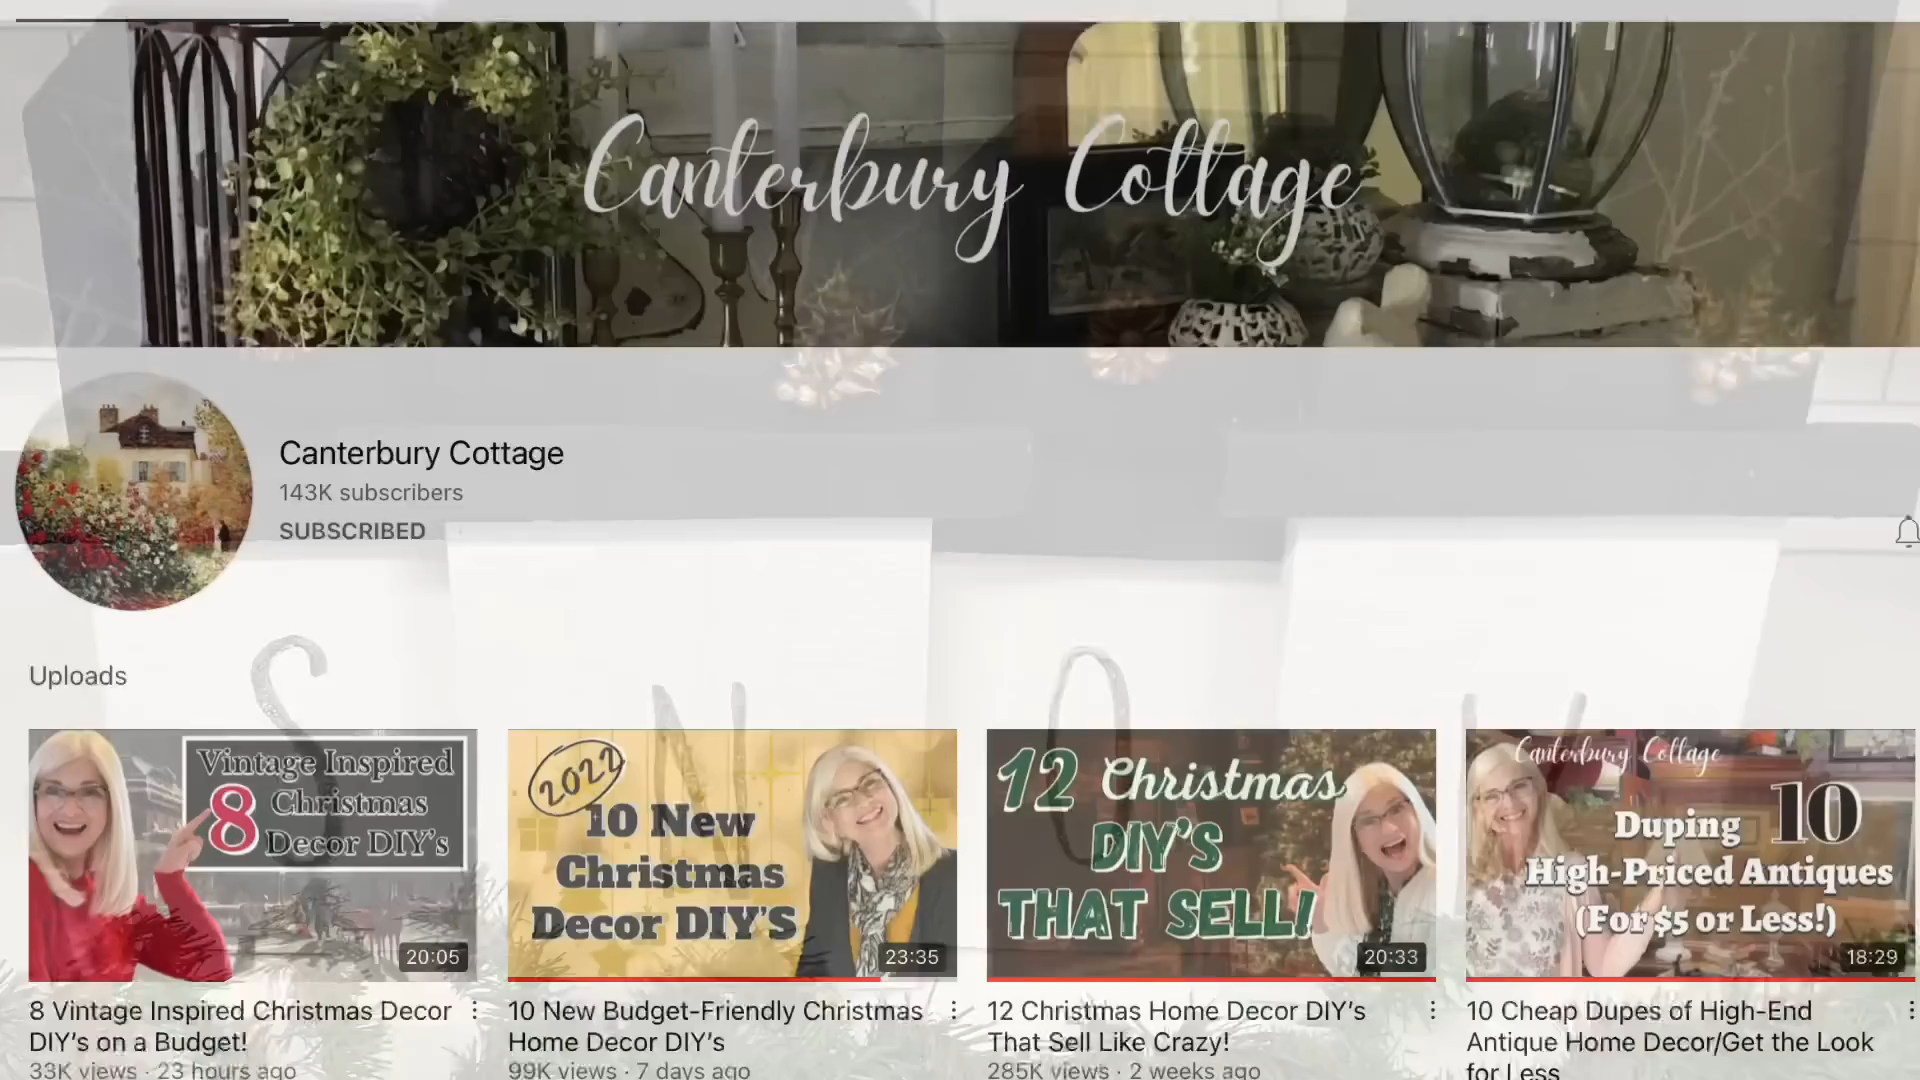 Canterbury Cottage
Canterbury Cottage
143K subscribers
SUBSCRIBED
Uploads
S N O W
Vintage Inspired
8 Christmas
Decor DIY's
20:05
2022
10 New
Christmas
Decor DIY'S
23:35
12 Christmas
DIY'S
THAT SELL!
20:33
Canterbury Cottage
Duping 10
High-Priced Antiques
(For $5 or Less!)
18:29
8 Vintage Inspired Christmas Decor
DIY's on a Budget!
33K views · 23 hours ago
10 New Budget-Friendly Christmas
Home Decor DIY's
99K views · 7 days ago
12 Christmas Home Decor DIY's
That Sell Like Crazy!
285K views · 2 weeks ago
10 Cheap Dupes of High-End
Antique Home Decor/Get the Look
for Less